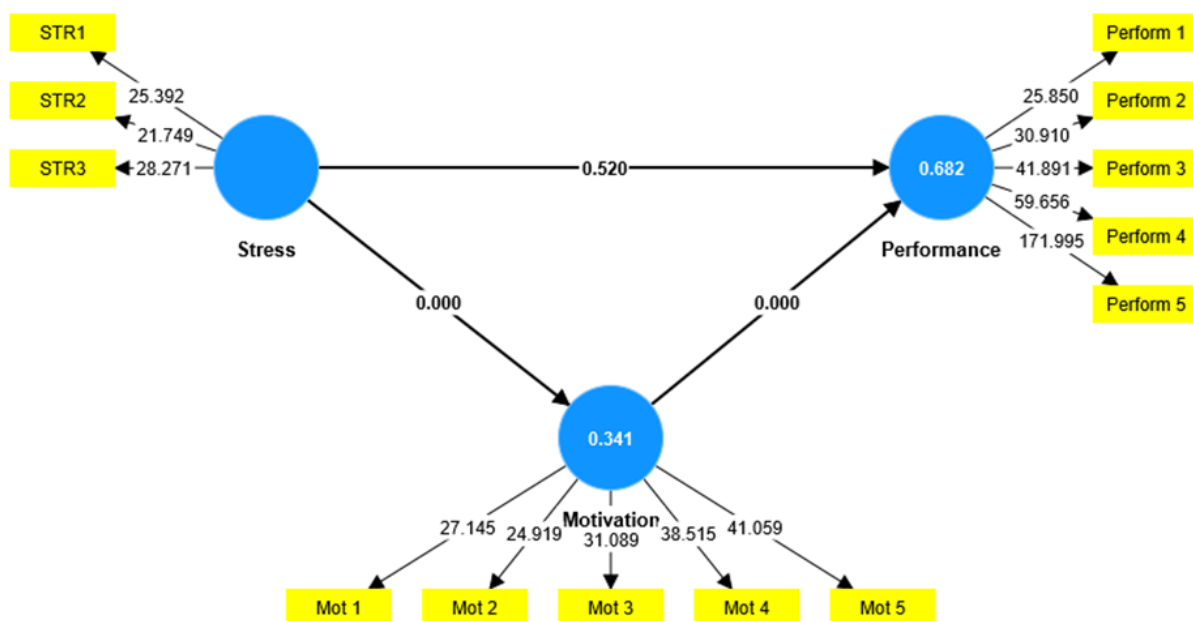 STR1
Perform 1
25.392
25.850
STR2
Perform 2
21.749
30.910
STR3
28.271
0.520
0.682
41.891
Perform 3
59.656
Perform 4
171.995
Stress
Performance
Perform 5
0.000
0.000
0.341
Motivation
27.145
24.919
31.089
38.515
41.059
Mot 1
Mot 2
Mot 3
Mot 4
Mot 5